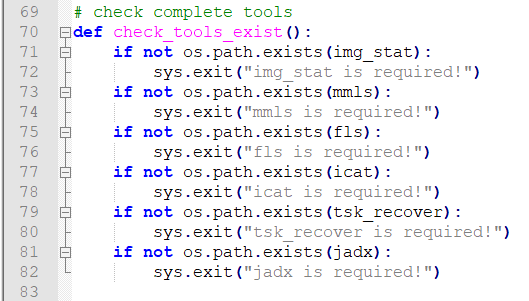 69 # check complete tools
70 def check_tools_exist():
71     if not os.path.exists(img_stat):
72         sys.exit("img_stat is required!")
73     if not os.path.exists(mmls):
74         sys.exit("mmls is required!")
75     if not os.path.exists(fls):
76         sys.exit("fls is required!")
77     if not os.path.exists(icat):
78         sys.exit("icat is required!")
79     if not os.path.exists(tsk_recover):
80         sys.exit("tsk_recover is required!")
81     if not os.path.exists(jadx):
82         sys.exit("jadx is required!")
83